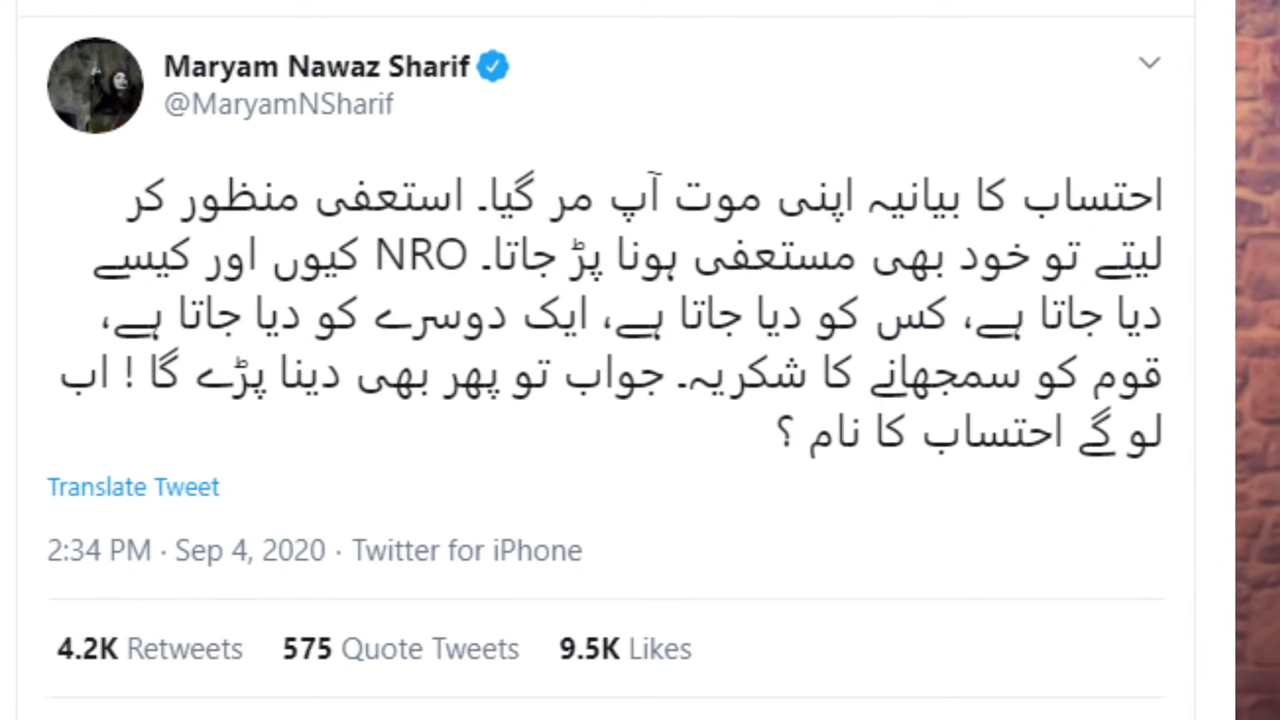 Maryam Nawaz Sharif
@MaryamNSharif
احتساب کا بیانیہ اپنی موت آپ مر گیا۔ استعفی منظور کر
لیتے تو خود بھی مستعفی ہونا پڑ جاتا۔ NRO کیوں اور کیسے
دیا جاتا ہے، کس کو دیا جاتا ہے، ایک دوسرے کو دیا جاتا ہے،
قوم کو سمجھانے کا شکریہ۔ جواب تو پھر بھی دینا پڑے گا ! اب
لو گے احتساب کا نام ؟
Translate Tweet
2:34 PM · Sep 4, 2020 · Twitter for iPhone
4.2K Retweets 575 Quote Tweets 9.5K Likes